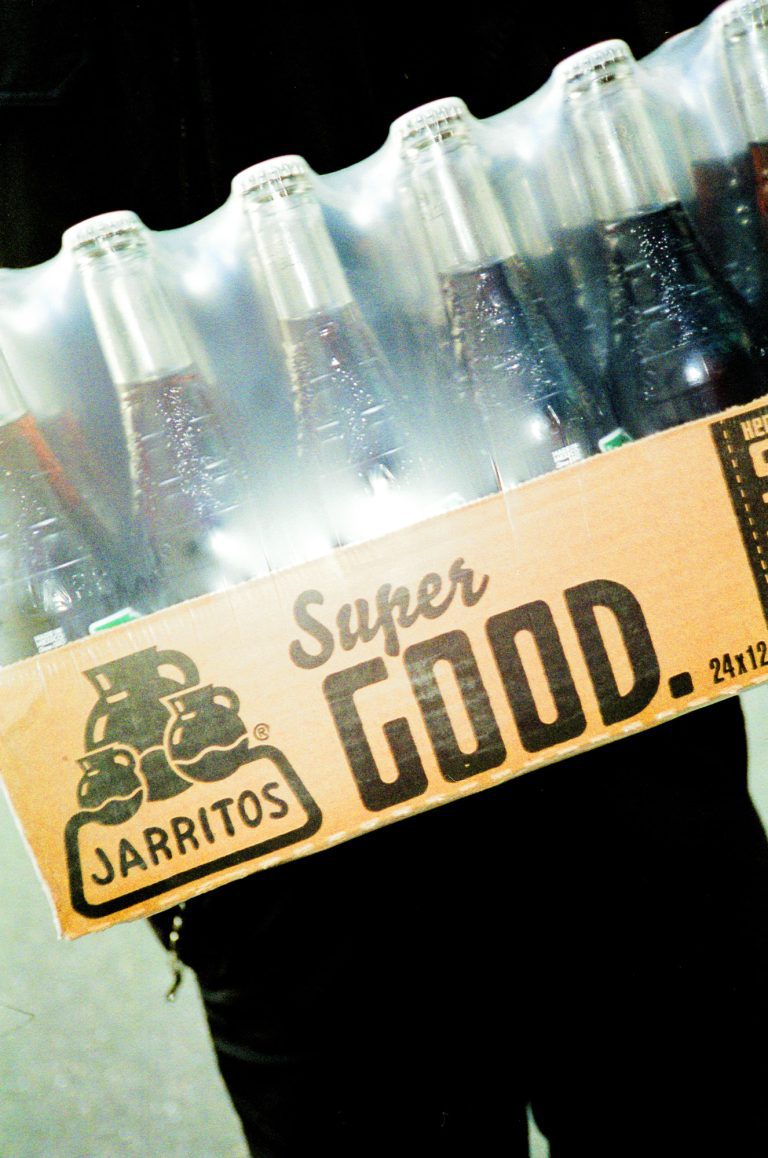 Super
GOOD.
24x12
®
JARRITOS